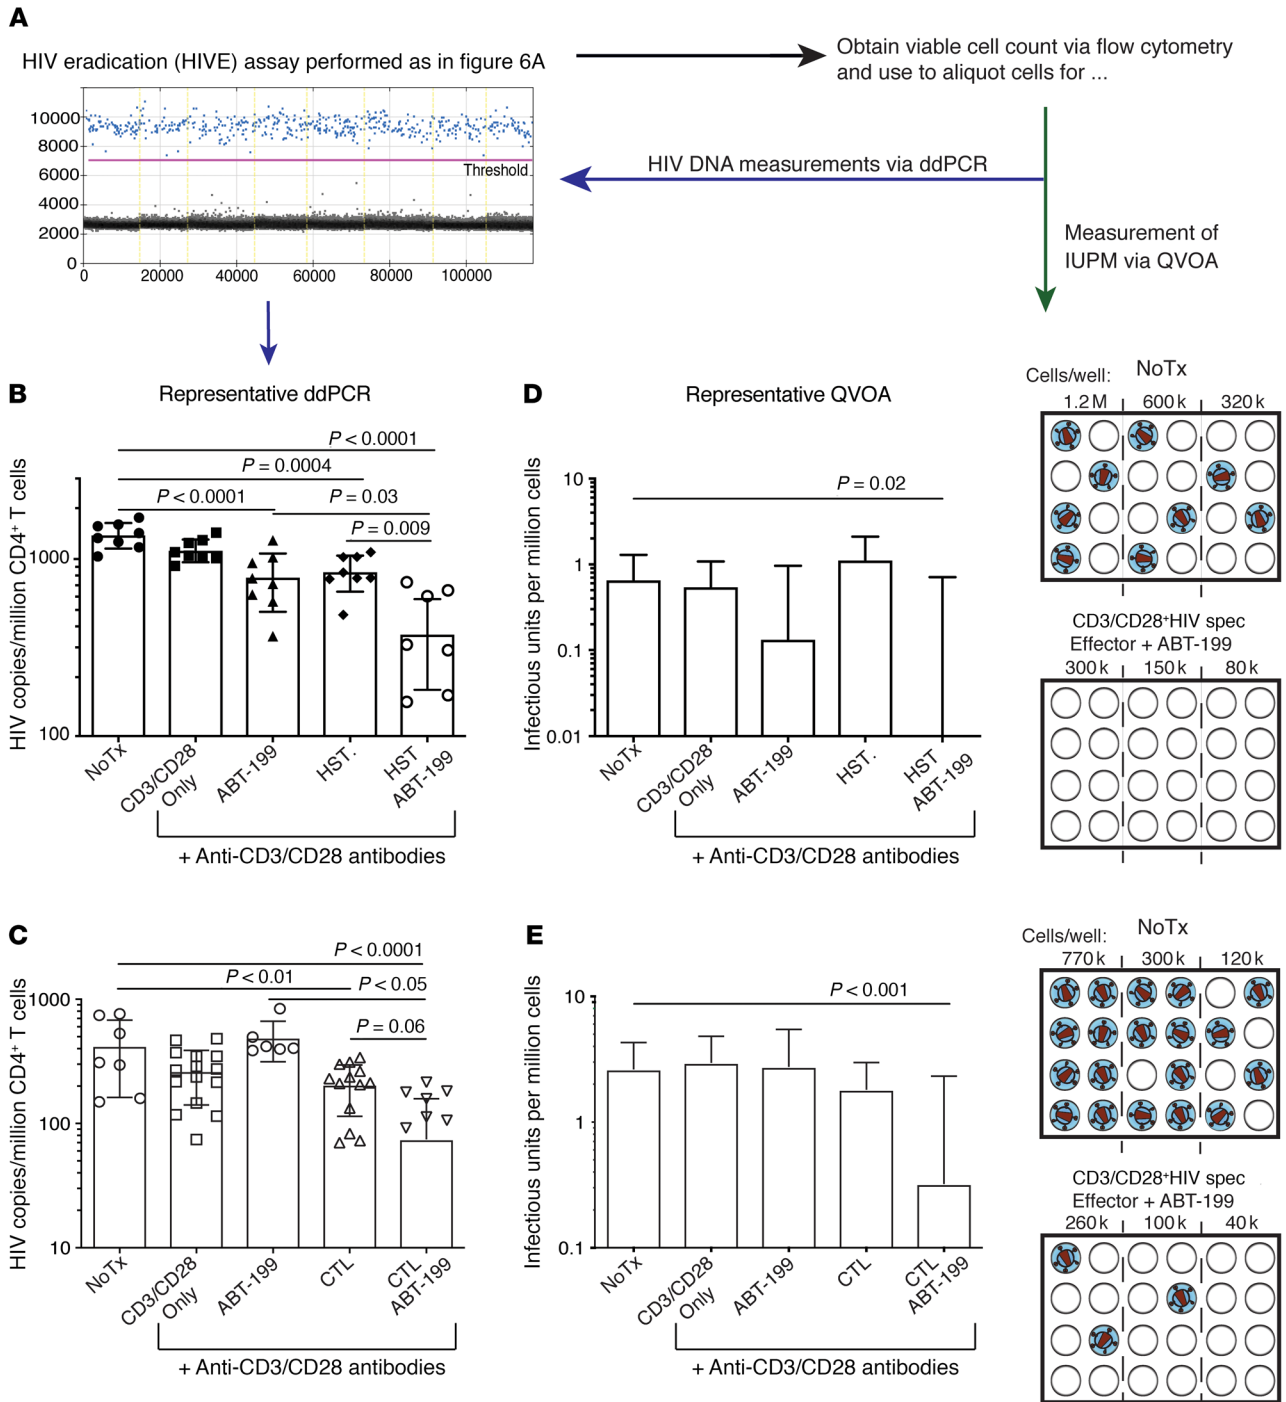 A
HIV eradication (HIVE) assay performed as in figure 6A
Obtain viable cell count via flow cytometry
and use to aliquot cells for ...
10000
8000
6000
4000
2000
0
Threshold
0 20000 40000 60000 80000 100000
HIV DNA measurements via ddPCR
Measurement of
IUPM via QVOA
B
Representative ddPCR
HIV copies/million CD4⁺ T cells
P < 0.0001
P = 0.0004
P < 0.0001
P = 0.03
P = 0.009
1000
100
NoTx
CD3/CD28
Only
ABT-199
HST.
HST
ABT-199
+ Anti-CD3/CD28 antibodies
D
Representative QVOA
Infectious units per million cells
P = 0.02
10
1
0.1
0.01
NoTx
CD3/CD28
Only
ABT-199
HST.
HST
ABT-199
+ Anti-CD3/CD28 antibodies
Cells/well: NoTx
1.2 M 600 k 320 k
CD3/CD28⁺HIV spec
Effector + ABT-199
300 k 150 k 80 k
C
HIV copies/million CD4⁺ T cells
P < 0.0001
P < 0.01
P < 0.05
P = 0.06
1000
100
10
NoTx
CD3/CD28
Only
ABT-199
CTL
CTL
ABT-199
+ Anti-CD3/CD28 antibodies
E
Infectious units per million cells
P < 0.001
10
1
0.1
NoTx
CD3/CD28
Only
ABT-199
CTL
CTL
ABT-199
+ Anti-CD3/CD28 antibodies
Cells/well: NoTx
770 k 300 k 120 k
CD3/CD28⁺HIV spec
Effector + ABT-199
260 k 100 k 40 k